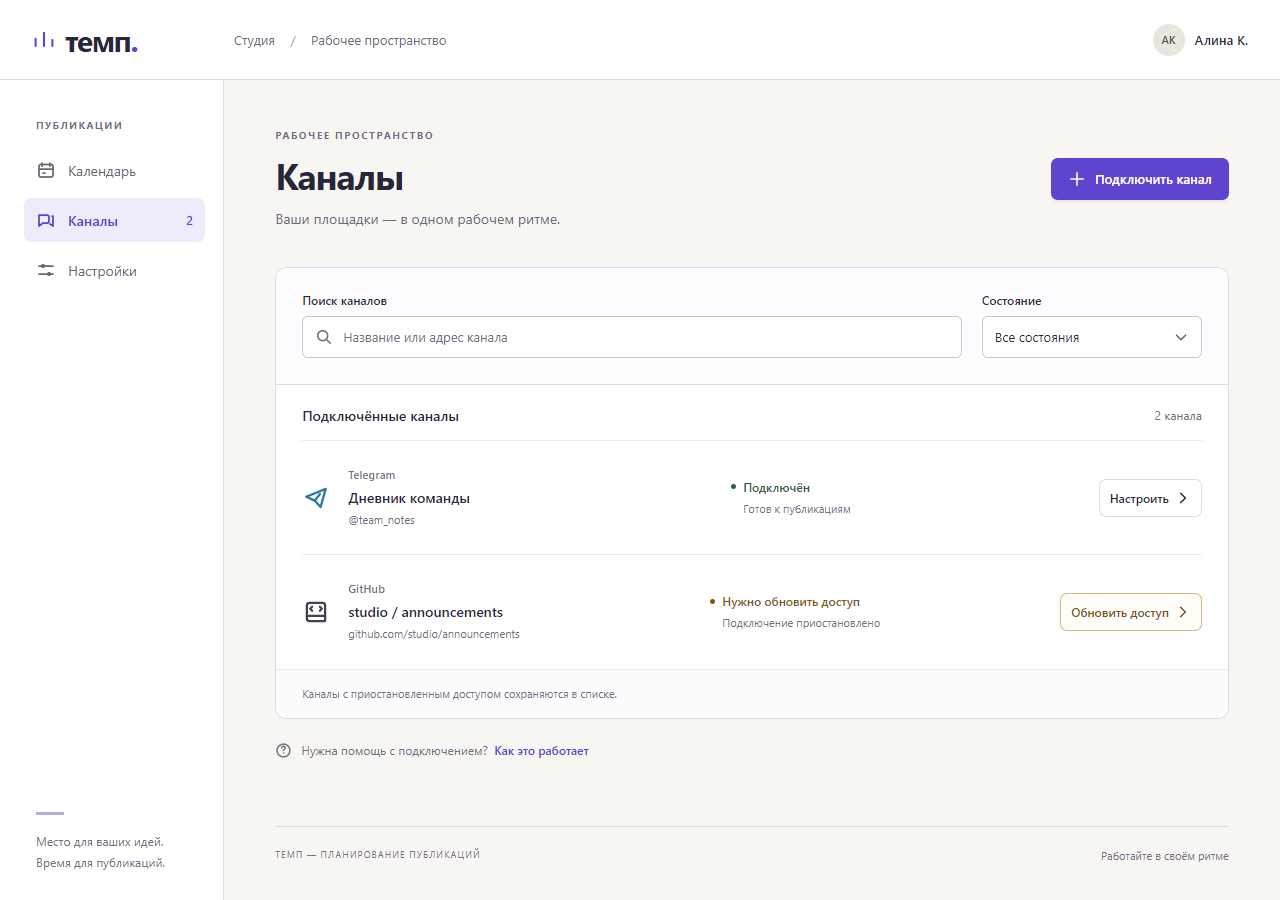 темп.
Студия / Рабочее пространство
АК Алина К.
ПУБЛИКАЦИИ
Календарь
Каналы 2
Настройки
Место для ваших идей.
Время для публикаций.
РАБОЧЕЕ ПРОСТРАНСТВО
Каналы
Ваши площадки — в одном рабочем ритме.
Подключить канал
Поиск каналов
Название или адрес канала
Состояние
Все состояния
Подключённые каналы
2 канала
Telegram
Дневник команды
@team_notes
Подключён
Готов к публикациям
Настроить
GitHub
studio / announcements
github.com/studio/announcements
Нужно обновить доступ
Подключение приостановлено
Обновить доступ
Каналы с приостановленным доступом сохраняются в списке.
Нужна помощь с подключением? Как это работает
ТЕМП — ПЛАНИРОВАНИЕ ПУБЛИКАЦИЙ
Работайте в своём ритме